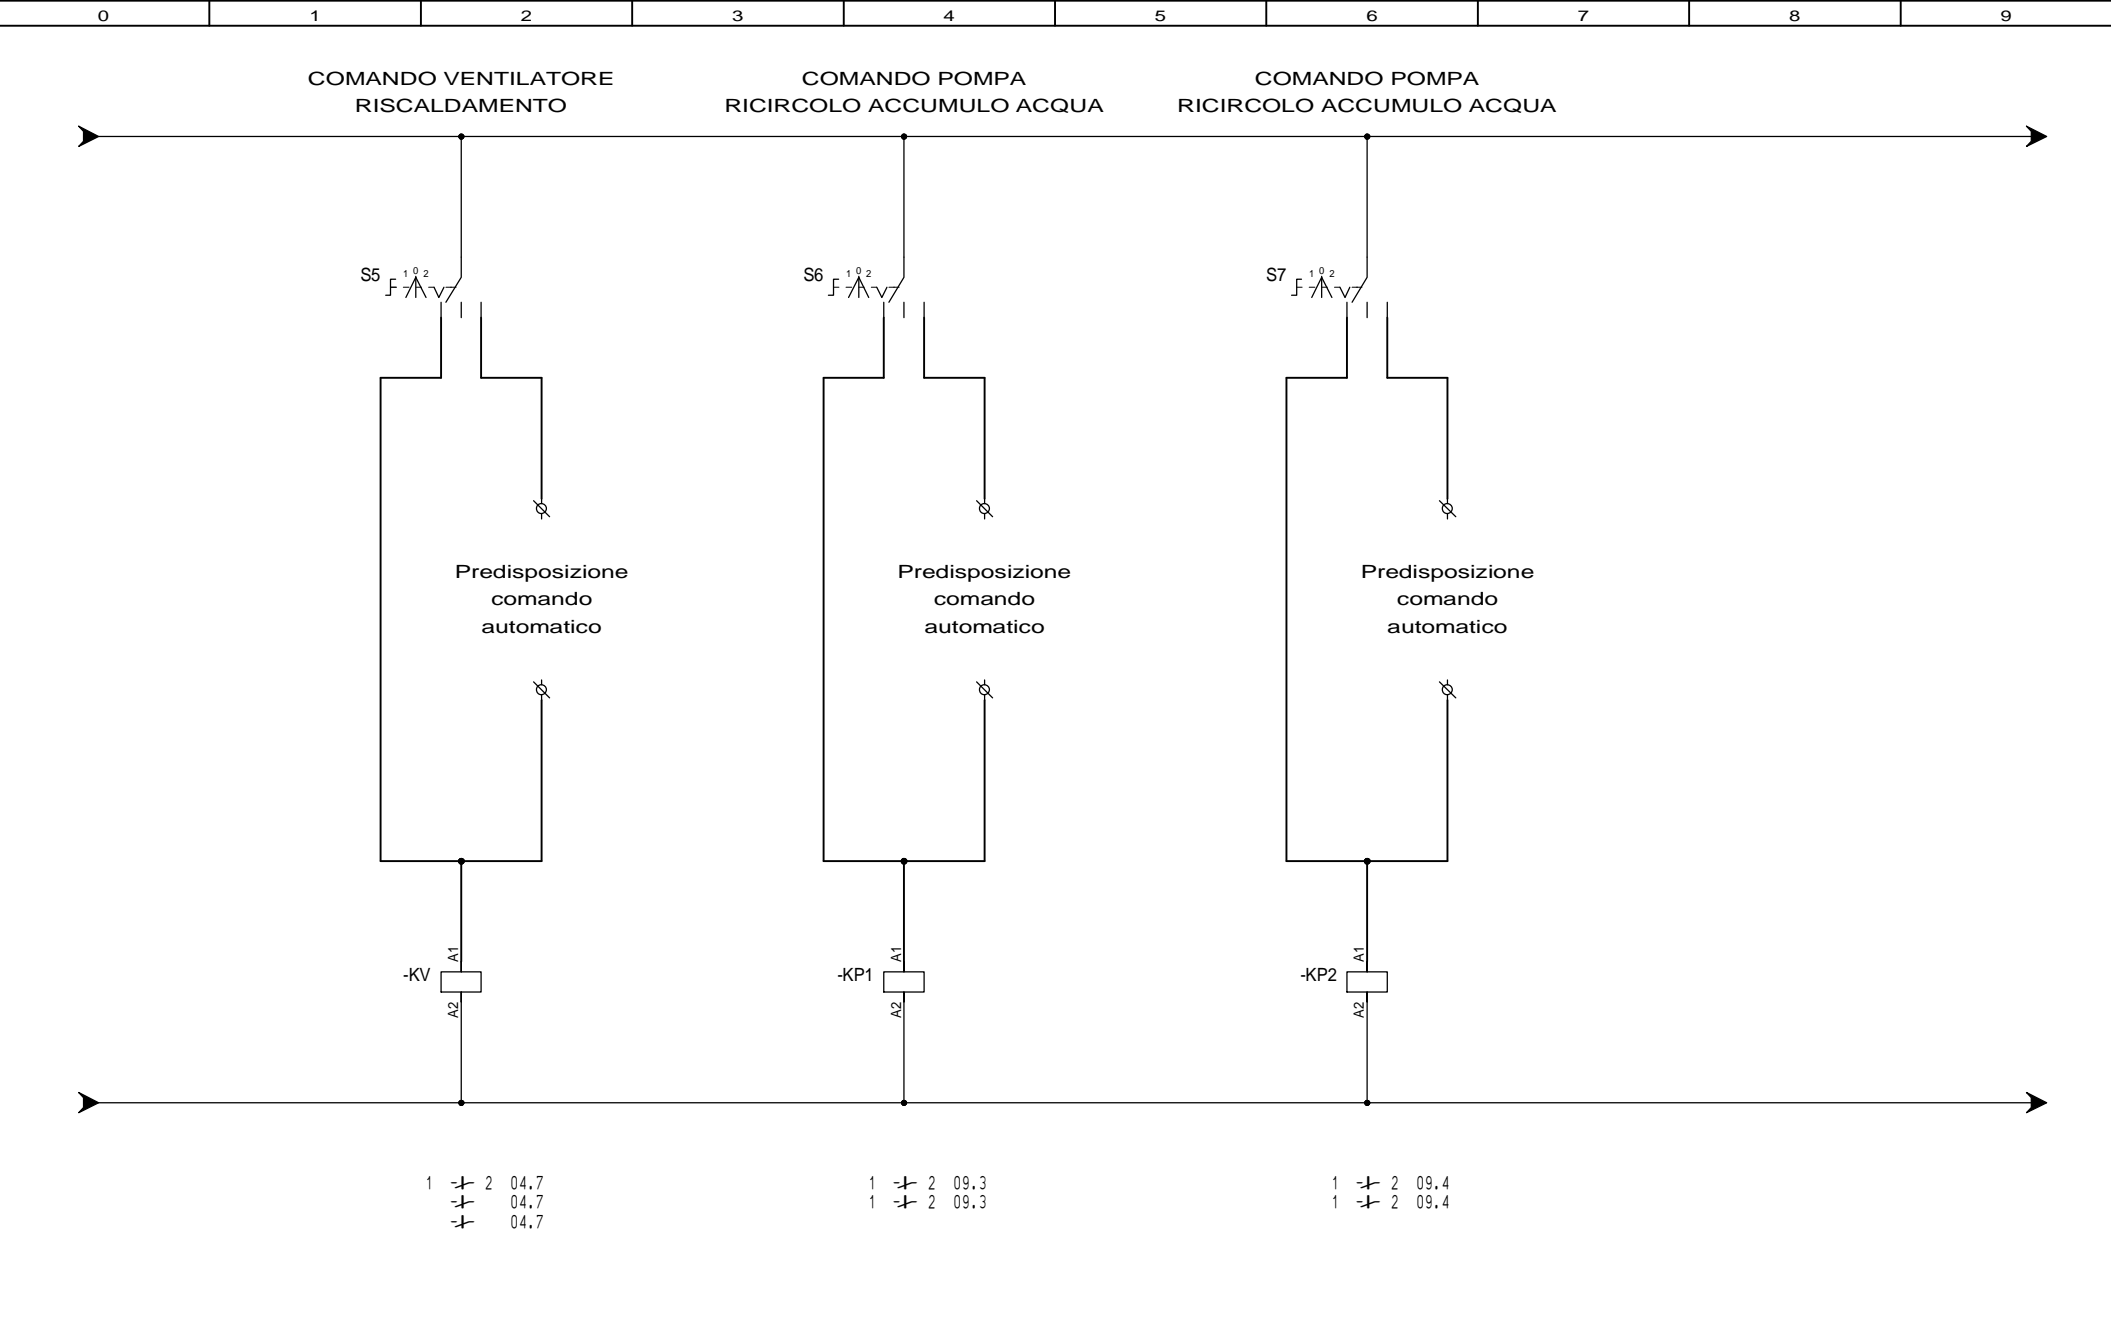 0 1 2 3 4 5 6 7 8 9
COMANDO VENTILATORE
RISCALDAMENTO
COMANDO POMPA
RICIRCOLO ACCUMULO ACQUA
COMANDO POMPA
RICIRCOLO ACCUMULO ACQUA
S5 1 0 2
S6 1 0 2
S7 1 0 2
Predisposizione
comando
automatico
Predisposizione
comando
automatico
Predisposizione
comando
automatico
A1
-KV
A2
A1
-KP1
A2
A1
-KP2
A2
1 2 04.7
04.7
04.7
1 2 09.3
1 2 09.3
1 2 09.4
1 2 09.4